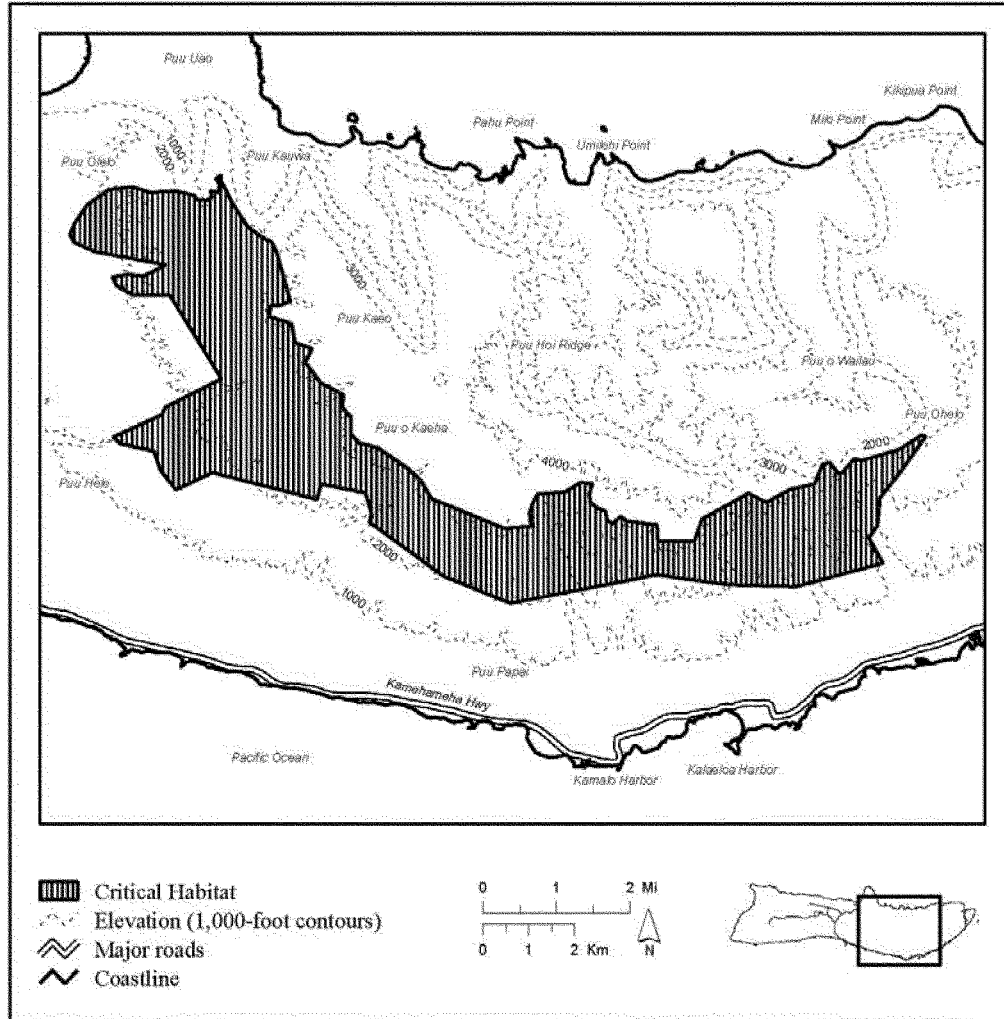 Puu Uao
Kikipua Point
Pahu Point
Milo Point
Umilehi Point
Puu Kauwa
Puu Olelo
1000
2000
3000
Puu Kaeo
Puu Hoi Ridge
Puu o Wailau
Puu Ohelo
Puu o Kaeha
2000
4000
3000
Puu Hele
2000
1000
Puu Papai
Kamehameha Hwy
Pacific Ocean
Kamalo Harbor
Kalaeloa Harbor
Critical Habitat
Elevation (1,000-foot contours)
Major roads
Coastline
0 1 2 Mi
0 1 2 Km
N